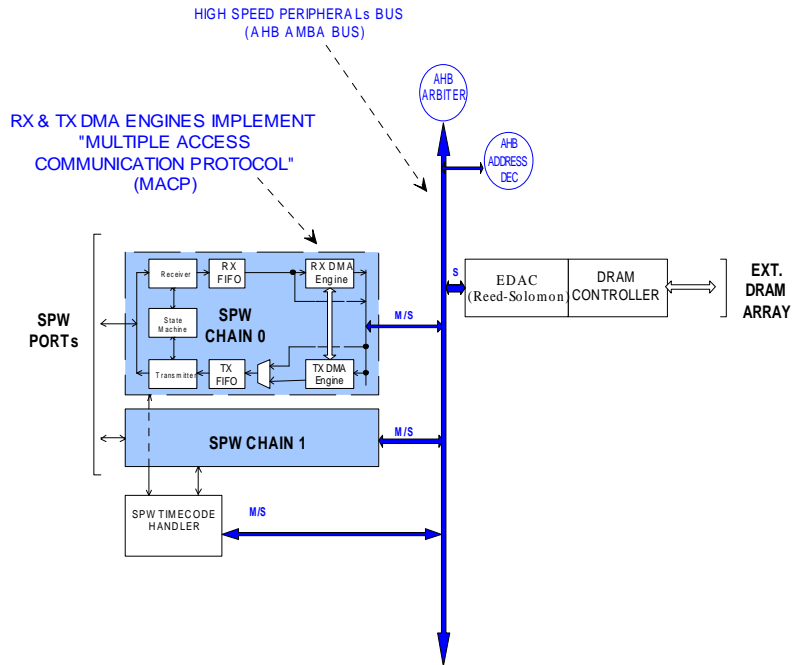 HIGH SPEED PERIPHERALs BUS
(AHB AMBA BUS)
AHB
ARBITER
RX & TX DMA ENGINES IMPLEMENT
"MULTIPLE ACCESS
COMMUNICATION PROTOCOL"
(MACP)
AHB
ADDRESS
DEC
Receiver
RX
FIFO
RX DMA
Engine
S
EDAC
(Reed-Solomon)
DRAM
CONTROLLER
EXT.
DRAM
ARRAY
SPW
PORTs
State
Machine
SPW
CHAIN 0
M/S
Transmitter
TX
FIFO
TX DMA
Engine
SPW CHAIN 1
M/S
SPW TIMECODE
HANDLER
M/S